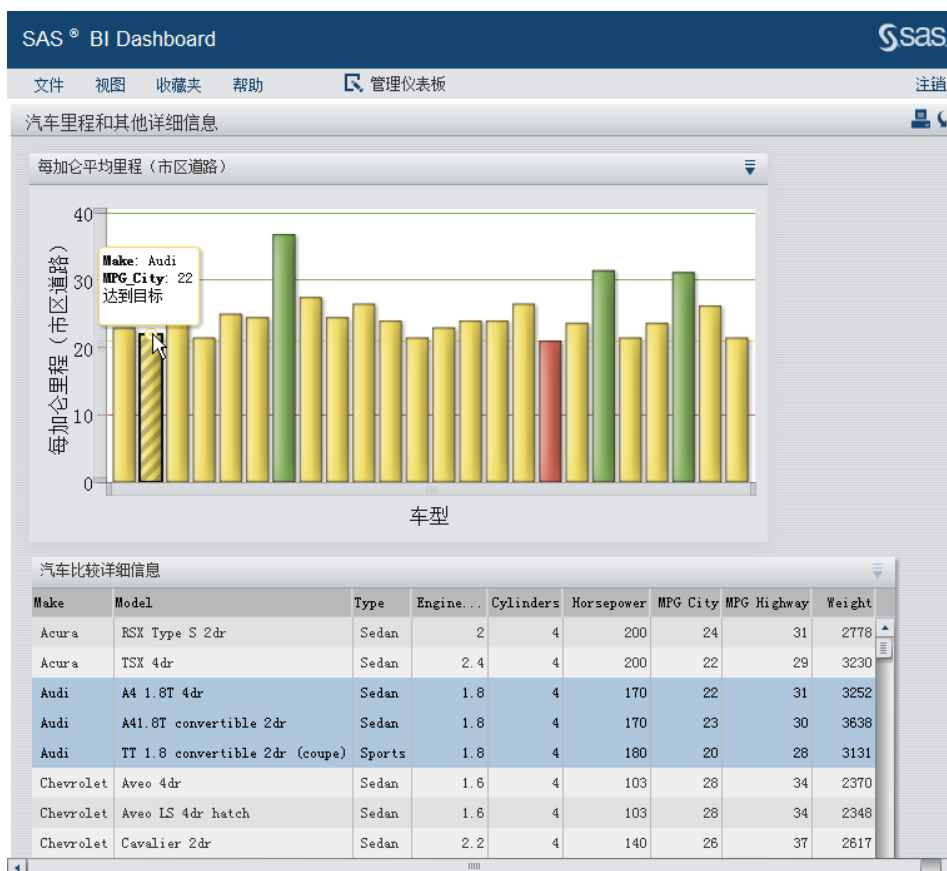 SAS ® BI Dashboard
sas
文件 视图 收藏夹 帮助 管理仪表板 注销
汽车里程和其他详细信息
每加仑平均里程（市区道路）
每加仑里程（市区道路）
40
30
20
10
0
Make: Audi
MPG_City: 22
达到目标
车型
汽车比较详细信息
Make Model Type Engine... Cylinders Horsepower MPG City MPG Highway Weight
Acura RSX Type S 2dr Sedan 2 4 200 24 31 2778
Acura TSX 4dr Sedan 2.4 4 200 22 29 3230
Audi A4 1.8T 4dr Sedan 1.8 4 170 22 31 3252
Audi A41.8T convertible 2dr Sedan 1.8 4 170 23 30 3638
Audi TT 1.8 convertible 2dr (coupe) Sports 1.8 4 180 20 28 3131
Chevrolet Aveo 4dr Sedan 1.6 4 103 28 34 2370
Chevrolet Aveo LS 4dr hatch Sedan 1.6 4 103 28 34 2348
Chevrolet Cavalier 2dr Sedan 2.2 4 140 26 37 2617